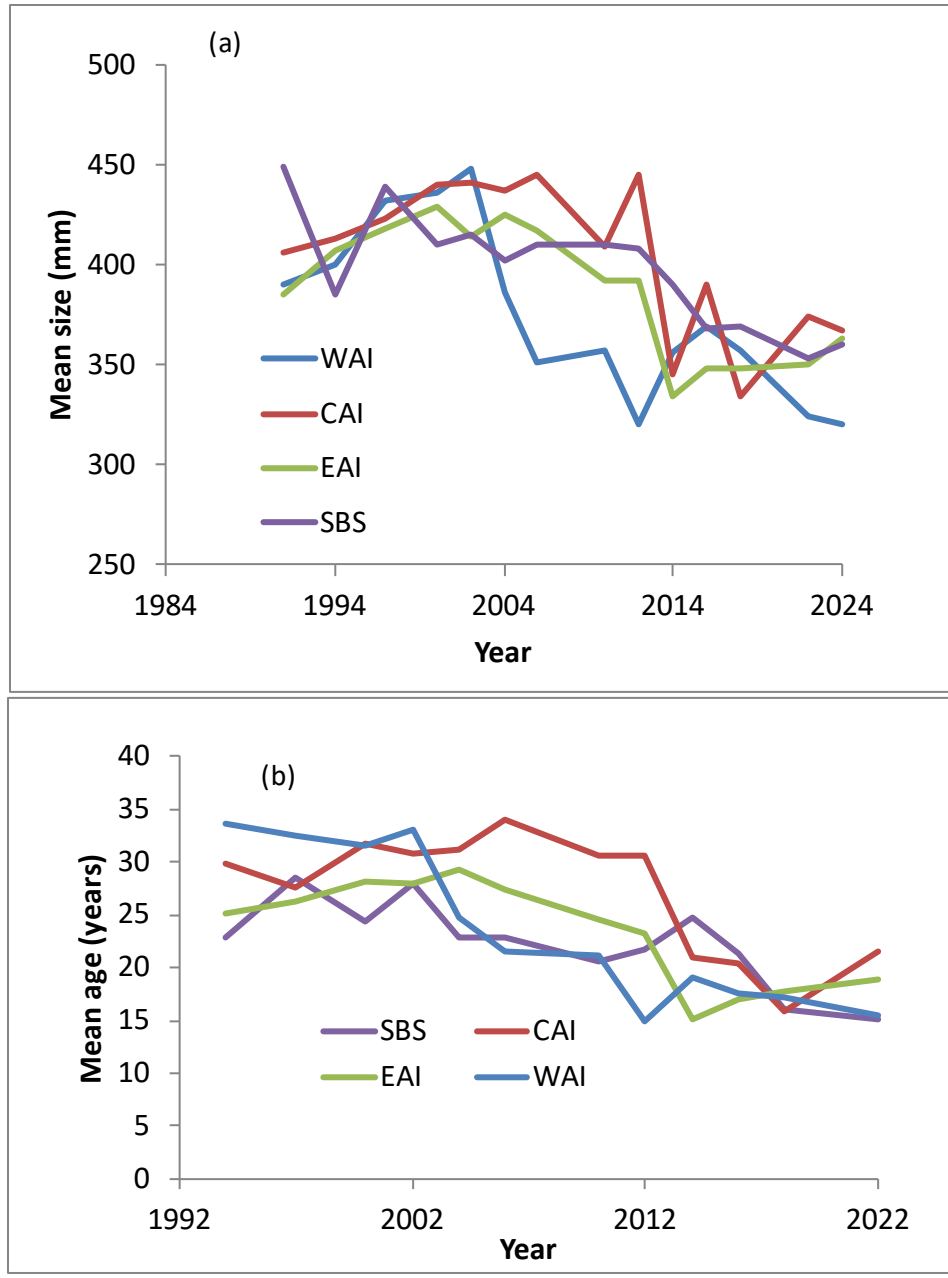 (a)
500
450
400
350
300
250
Mean size (mm)
WAI
CAI
EAI
SBS
1984 1994 2004 2014 2024
Year
(b)
40
35
30
25
20
15
10
5
0
Mean age (years)
SBS CAI
EAI WAI
1992 2002 2012 2022
Year